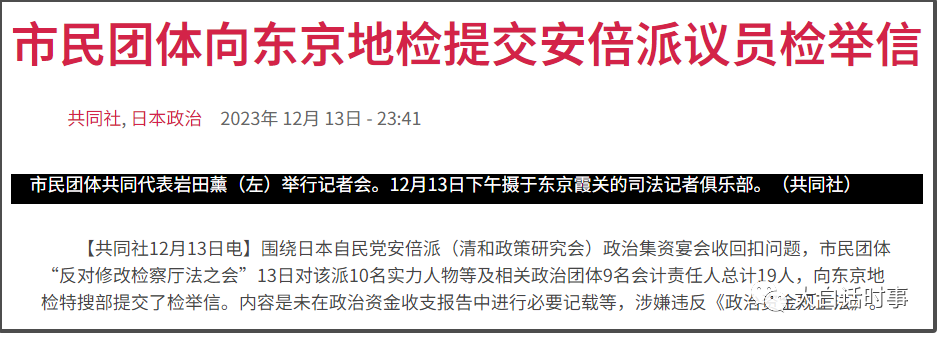 市民团体向东京地检提交安倍派议员检举信
共同社, 日本政治 2023年 12月 13日 - 23:41
市民团体共同代表岩田薰（左）举行记者会。12月13日下午摄于东京霞关的司法记者俱乐部。（共同社）
【共同社12月13日电】围绕日本自民党安倍派（清和政策研究会）政治集资宴会收回扣问题，市民团体
“反对修改检察厅法之会”13日对该派10名实力人物等及相关政治团体9名会计责任人总计19人，向东京地
检特搜部提交了检举信。内容是未在政治资金收支报告中进行必要记载等，涉嫌违反《政治资金规正法》。
大白话时事